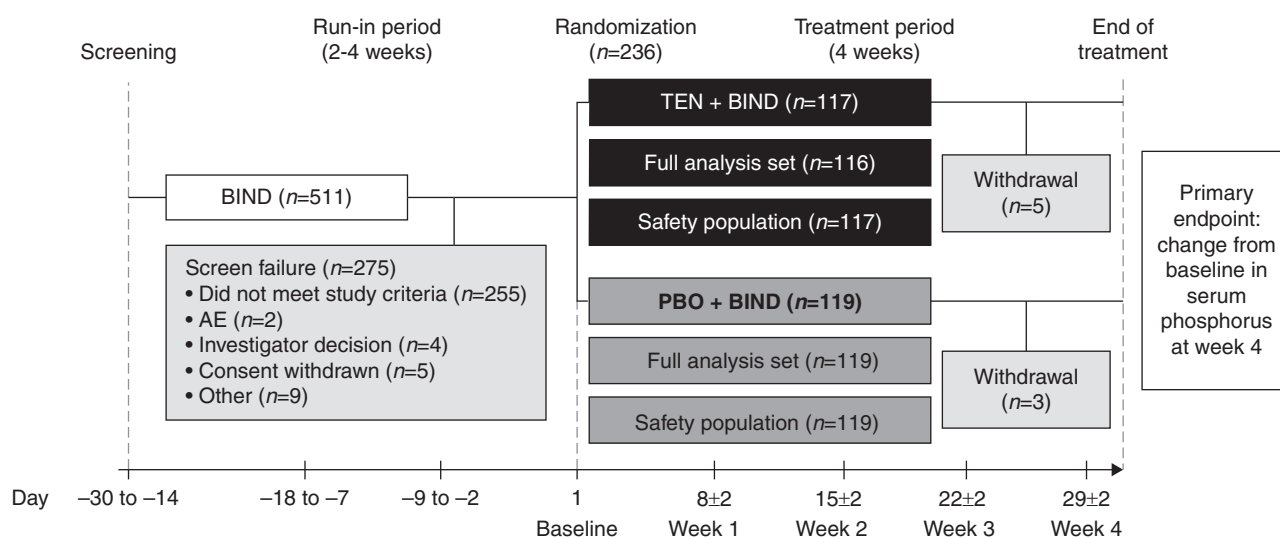 Screening
Run-in period
(2-4 weeks)
Randomization
(n=236)
Treatment period
(4 weeks)
End of
treatment
TEN + BIND (n=117)
Full analysis set (n=116)
Safety population (n=117)
Withdrawal
(n=5)
BIND (n=511)
Screen failure (n=275)
• Did not meet study criteria (n=255)
• AE (n=2)
• Investigator decision (n=4)
• Consent withdrawn (n=5)
• Other (n=9)
PBO + BIND (n=119)
Full analysis set (n=119)
Safety population (n=119)
Withdrawal
(n=3)
Primary
endpoint:
change from
baseline in
serum
phosphorus
at week 4
Day –30 to –14 –18 to –7 –9 to –2 1 8±2 15±2 22±2 29±2
Baseline Week 1 Week 2 Week 3 Week 4